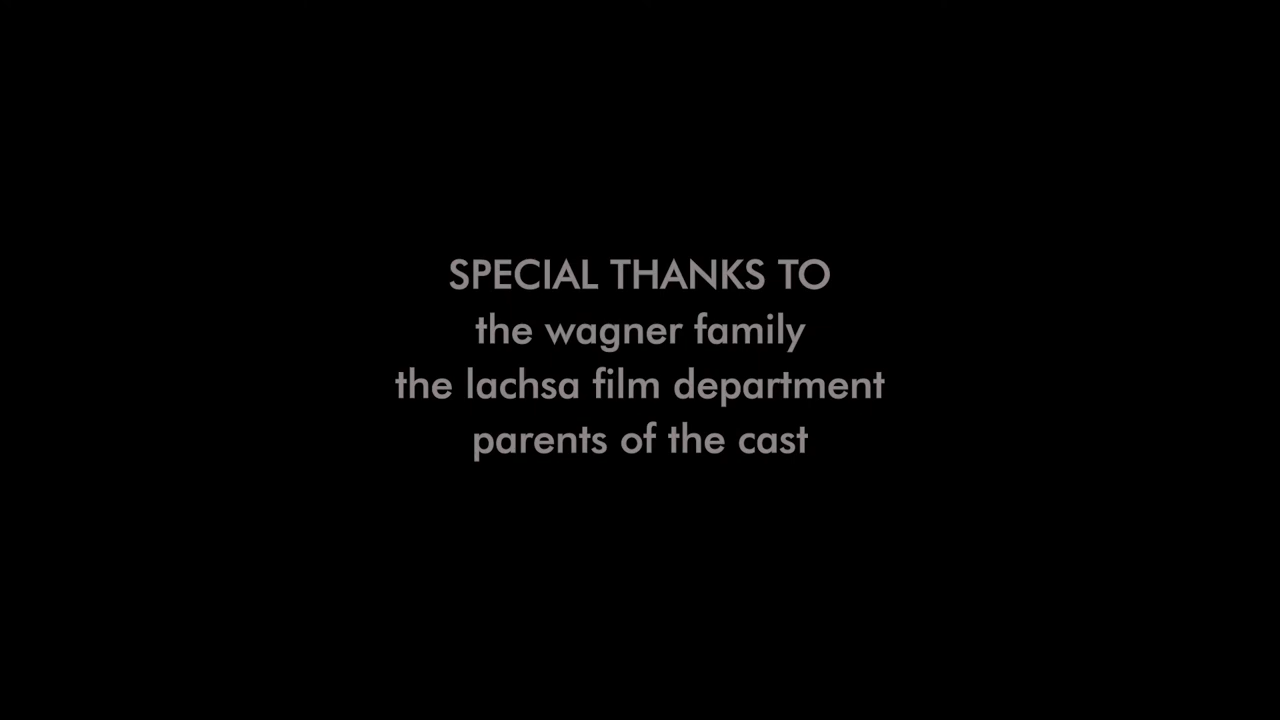 SPECIAL THANKS TO
the wagner family
the lachsa film department
parents of the cast